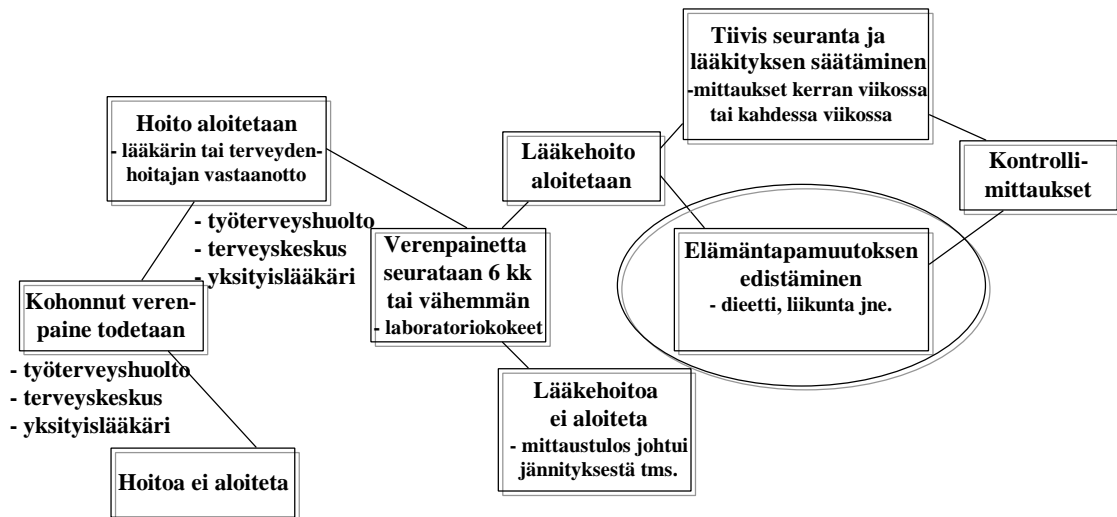 Tiivis seuranta ja
lääkityksen säätäminen
-mittaukset kerran viikossa
tai kahdessa viikossa
Hoito aloitetaan
- lääkärin tai terveyden-
hoitajan vastaanotto
Lääkehoito
aloitetaan
Kontrolli-
mittaukset
- työterveyshuolto
- terveyskeskus
- yksityislääkäri
Verenpainetta
seurataan 6 kk
tai vähemmän
- laboratoriokokeet
Elämäntapamuutoksen
edistäminen
- dieetti, liikunta jne.
Kohonnut veren-
paine todetaan
- työterveyshuolto
- terveyskeskus
- yksityislääkäri
Lääkehoitoa
ei aloiteta
- mittaustulos johtui
jännityksestä tms.
Hoitoa ei aloiteta